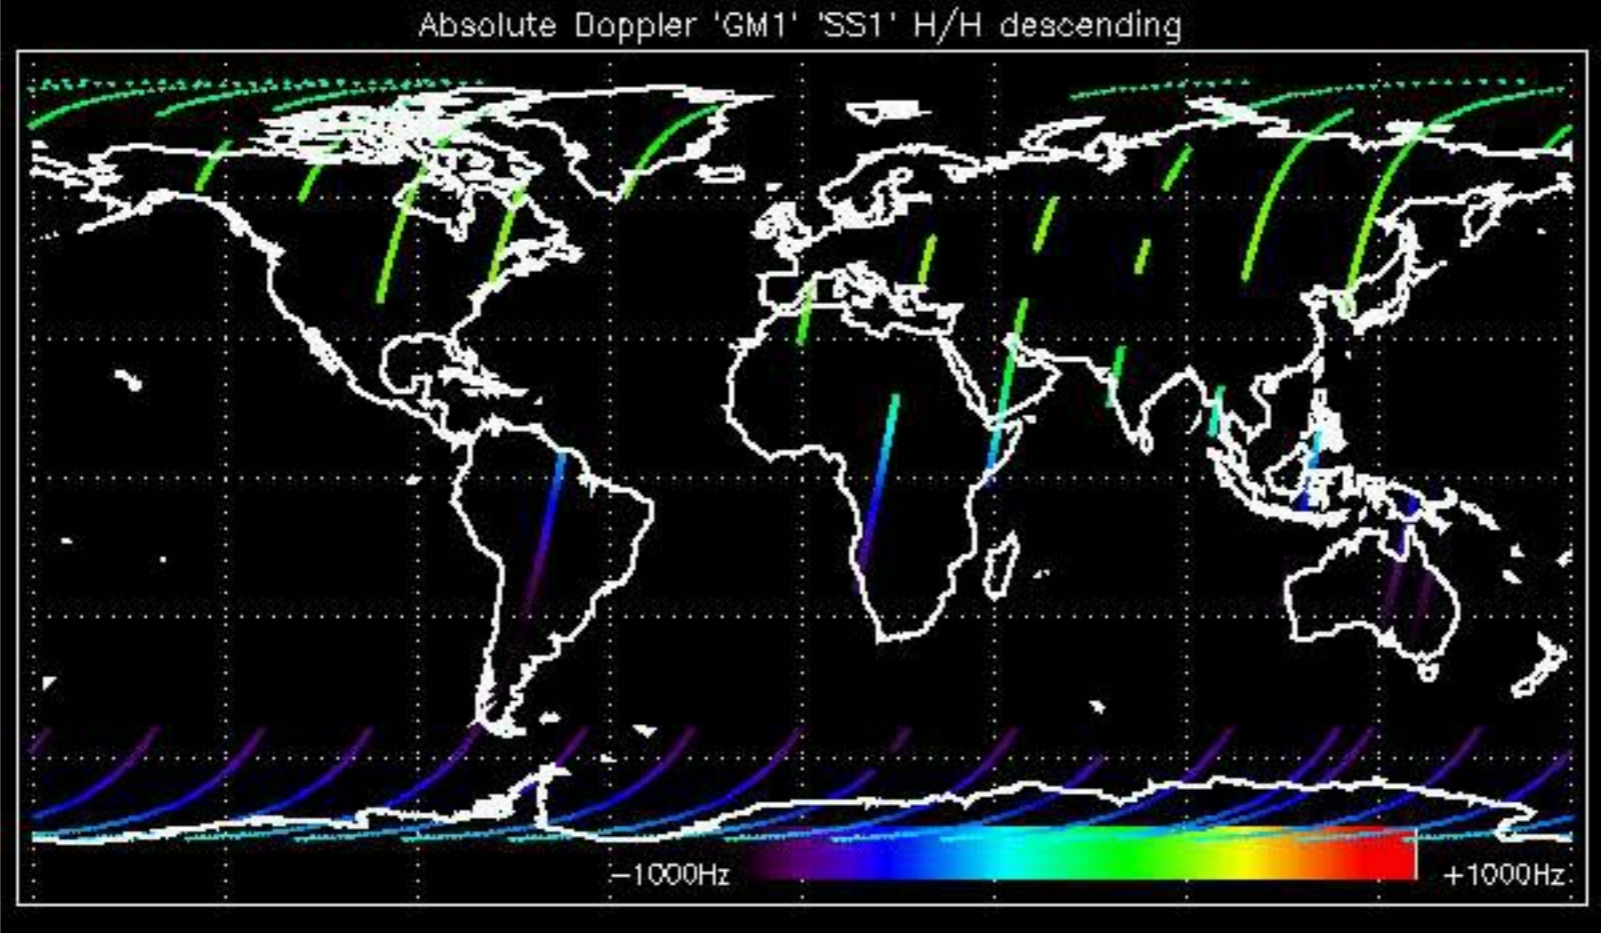 Absolute Doppler 'GM1' 'SS1' H/H descending
−1000Hz +1000Hz